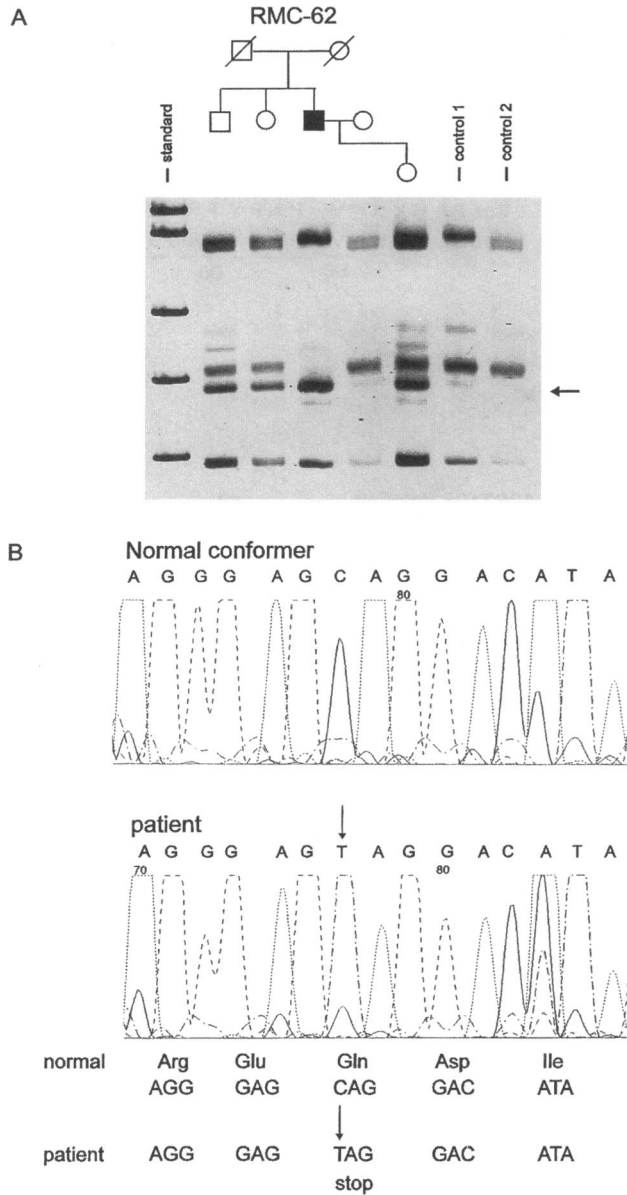 A
RMC-62
– standard
– control 1
– control 2
B
Normal conformer
A G G G A G C A G G A C A T A
80
patient
A G G G A G T A G G A C A T A
70 80
normal Arg Glu Gln Asp Ile
AGG GAG CAG GAC ATA
patient AGG GAG TAG GAC ATA
stop